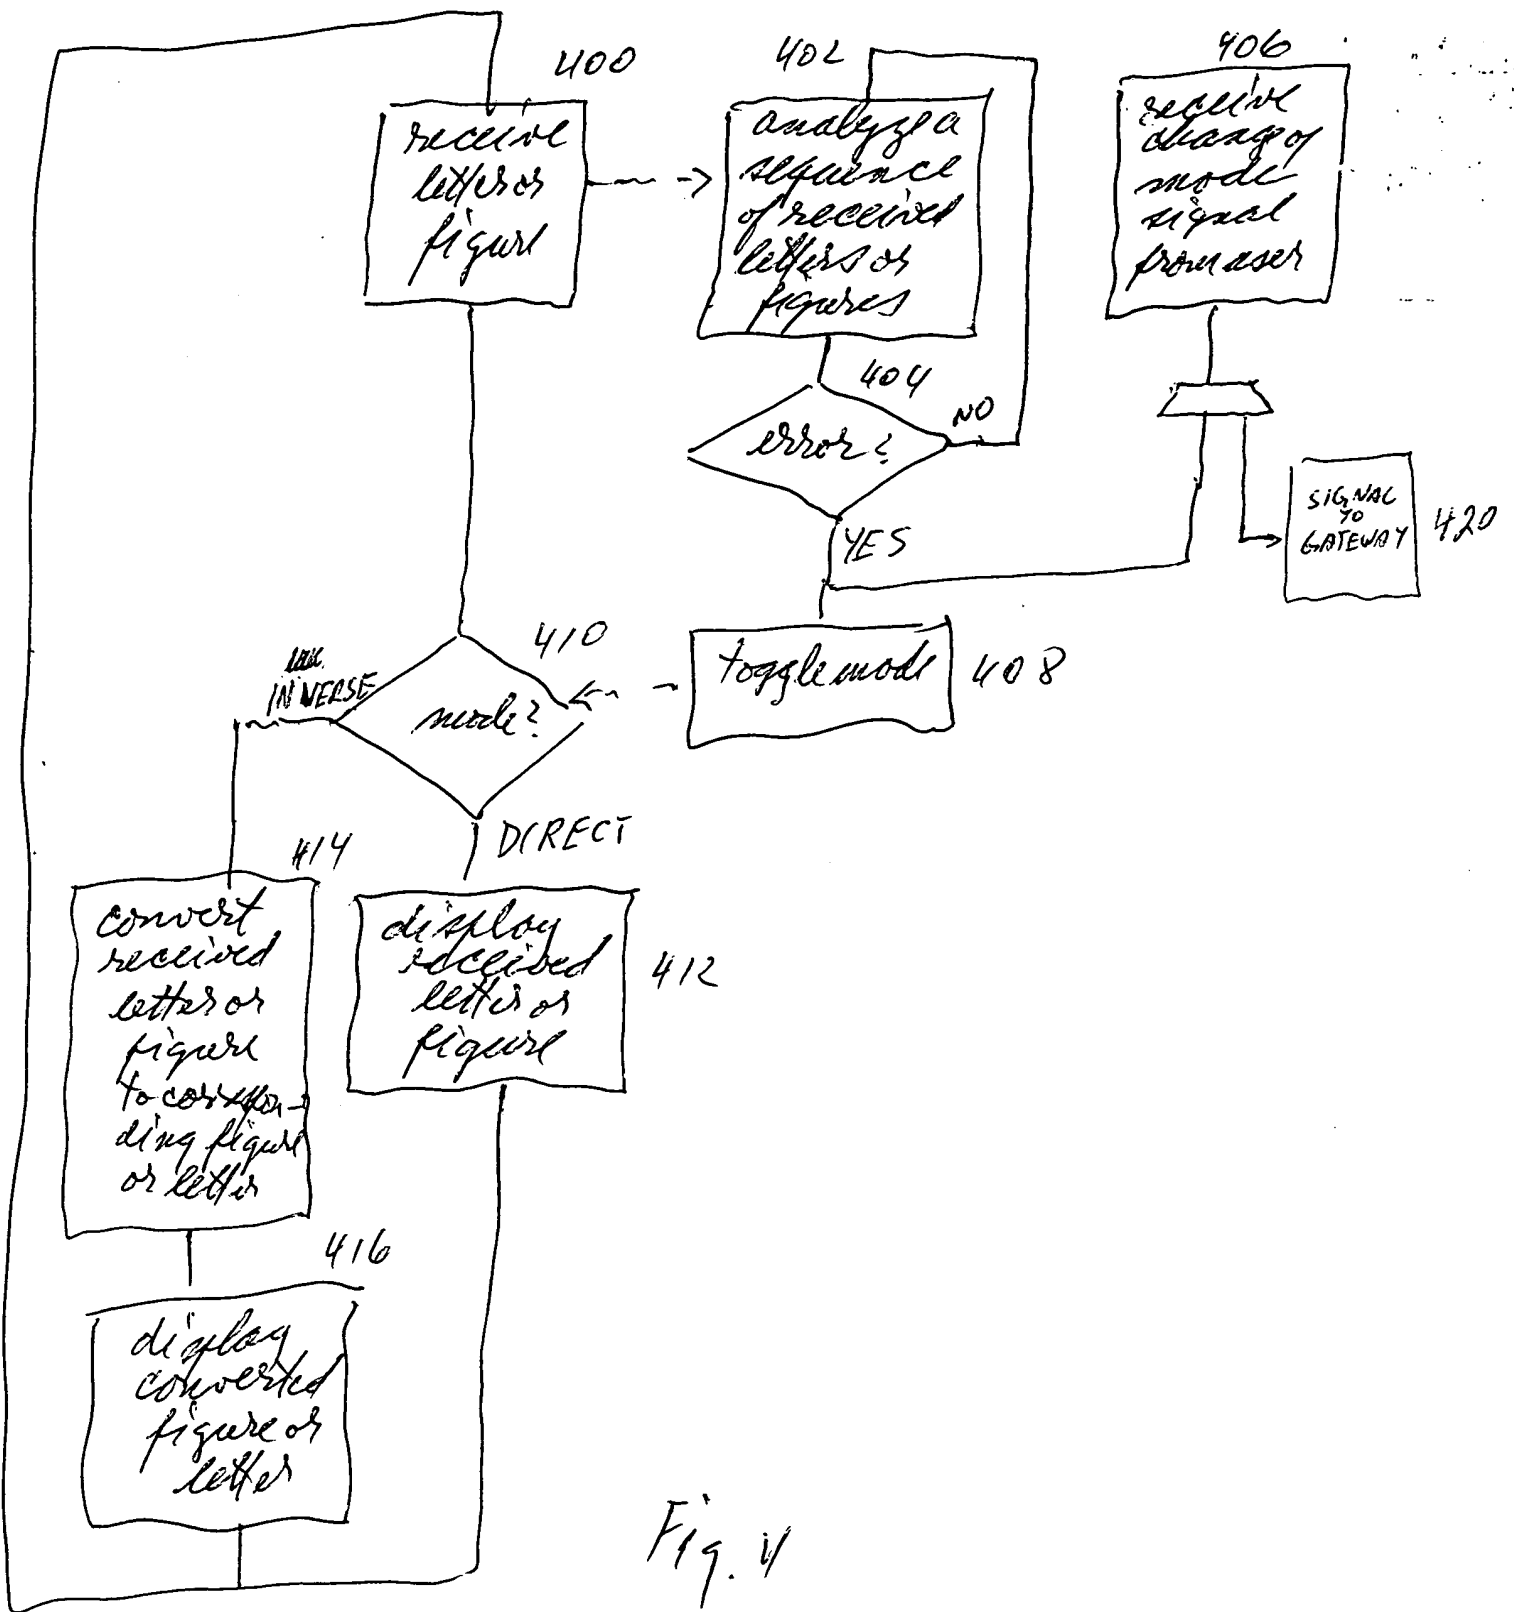 400
receive
letter or
figure
402
analyze a
sequence
of received
letters or
figures
406
receive
change of
mode
signal
from user
404
error?
NO
YES
SIGNAL
TO
GATEWAY
420
410
mode?
INVERSE
toggle mode
408
DIRECT
414
convert
received
letter or
figure
to correspon-
ding figure
or letter
display
received
letter or
figure
412
416
display
converted
figure or
letter
Fig. 4